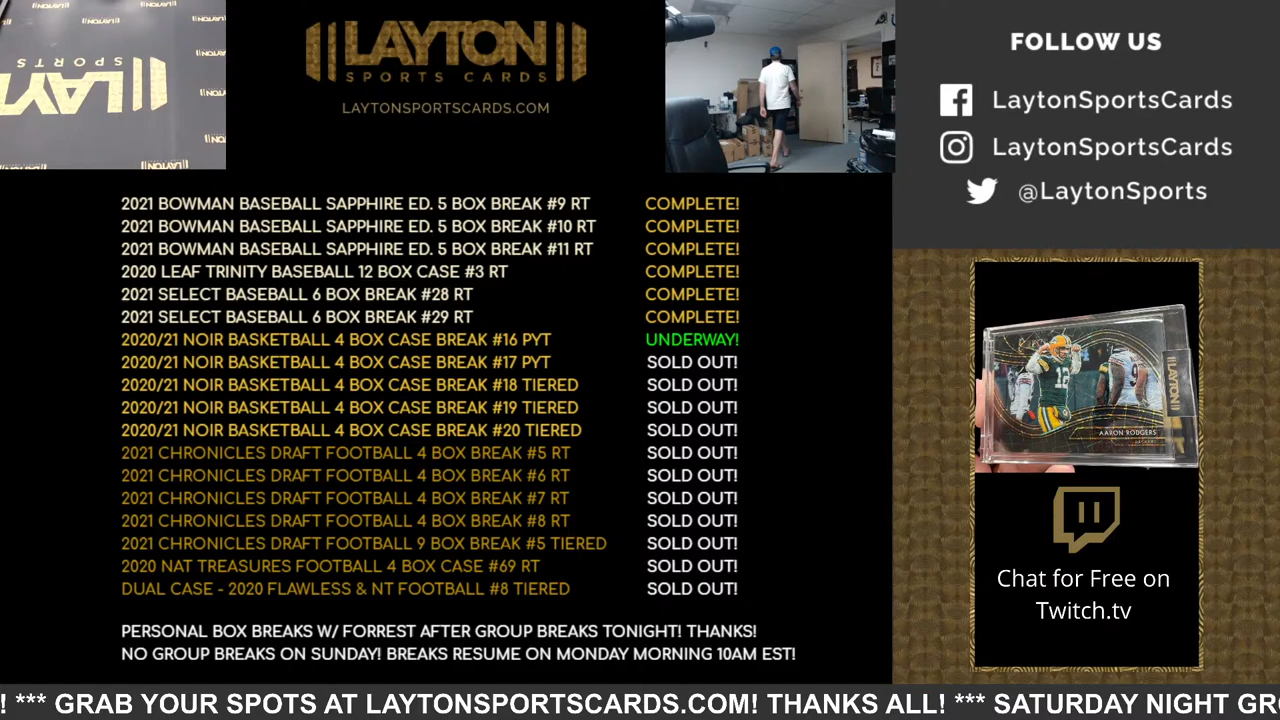 LAYTON
SPORTS
LAYTON
SPORTS CARDS
LAYTONSPORTSCARDS.COM
FOLLOW US
LaytonSportsCards
LaytonSportsCards
@LaytonSports
2021 BOWMAN BASEBALL SAPPHIRE ED. 5 BOX BREAK #9 RT COMPLETE!
2021 BOWMAN BASEBALL SAPPHIRE ED. 5 BOX BREAK #10 RT COMPLETE!
2021 BOWMAN BASEBALL SAPPHIRE ED. 5 BOX BREAK #11 RT COMPLETE!
2020 LEAF TRINITY BASEBALL 12 BOX CASE #3 RT COMPLETE!
2021 SELECT BASEBALL 6 BOX BREAK #28 RT COMPLETE!
2021 SELECT BASEBALL 6 BOX BREAK #29 RT COMPLETE!
2020/21 NOIR BASKETBALL 4 BOX CASE BREAK #16 PYT UNDERWAY!
2020/21 NOIR BASKETBALL 4 BOX CASE BREAK #17 PYT SOLD OUT!
2020/21 NOIR BASKETBALL 4 BOX CASE BREAK #18 TIERED SOLD OUT!
2020/21 NOIR BASKETBALL 4 BOX CASE BREAK #19 TIERED SOLD OUT!
2020/21 NOIR BASKETBALL 4 BOX CASE BREAK #20 TIERED SOLD OUT!
2021 CHRONICLES DRAFT FOOTBALL 4 BOX BREAK #5 RT SOLD OUT!
2021 CHRONICLES DRAFT FOOTBALL 4 BOX BREAK #6 RT SOLD OUT!
2021 CHRONICLES DRAFT FOOTBALL 4 BOX BREAK #7 RT SOLD OUT!
2021 CHRONICLES DRAFT FOOTBALL 4 BOX BREAK #8 RT SOLD OUT!
2021 CHRONICLES DRAFT FOOTBALL 9 BOX BREAK #5 TIERED SOLD OUT!
2020 NAT TREASURES FOOTBALL 4 BOX CASE #69 RT SOLD OUT!
DUAL CASE - 2020 FLAWLESS & NT FOOTBALL #8 TIERED SOLD OUT!
PERSONAL BOX BREAKS W/ FORREST AFTER GROUP BREAKS TONIGHT! THANKS!
NO GROUP BREAKS ON SUNDAY! BREAKS RESUME ON MONDAY MORNING 10AM EST!
12
AARON RODGERS
LAYTON
Chat for Free on
Twitch.tv
! *** GRAB YOUR SPOTS AT LAYTONSPORTSCARDS.COM! THANKS ALL! *** SATURDAY NIGHT GR